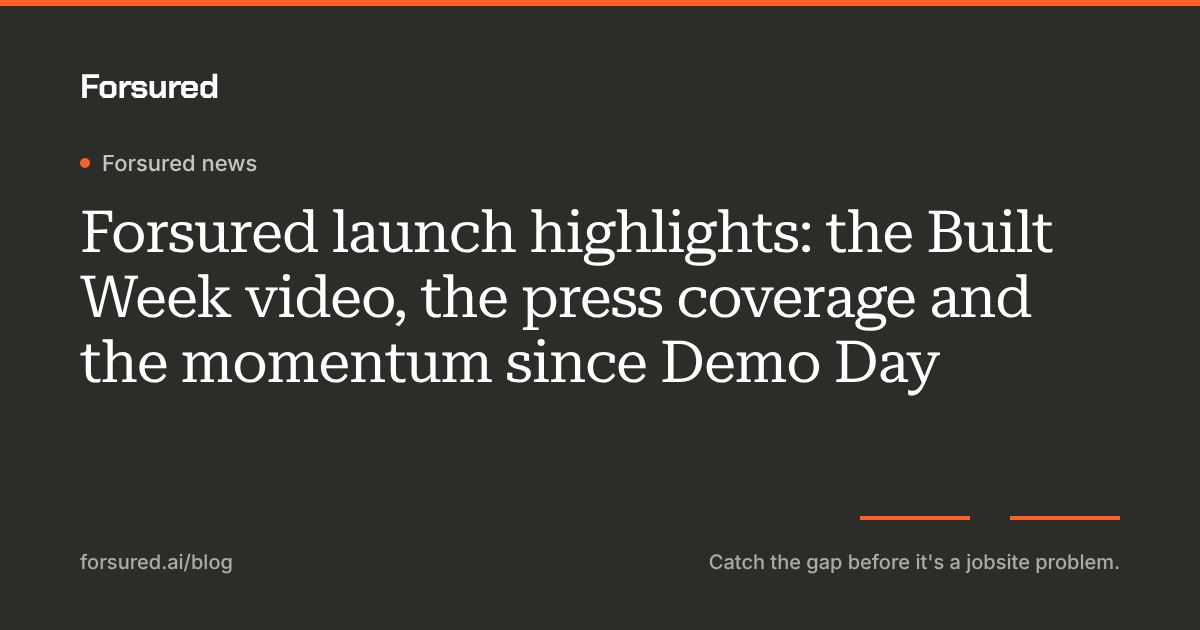 Forsured
Forsured news
Forsured launch highlights: the Built
Week video, the press coverage and
the momentum since Demo Day
forsured.ai/blog
Catch the gap before it's a jobsite problem.